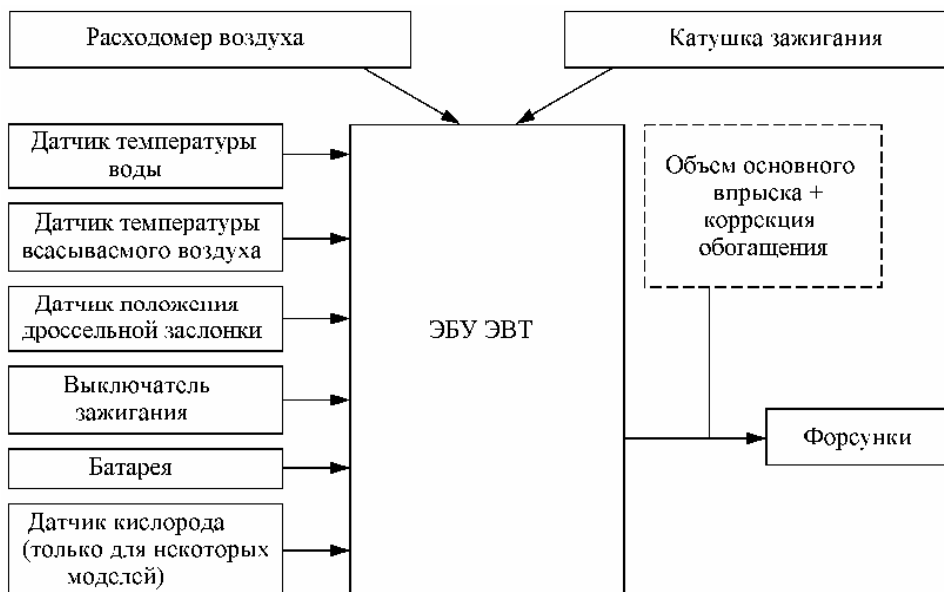 Расходомер воздуха
Катушка зажигания
Датчик температуры
воды
Датчик температуры
всасываемого воздуха
Датчик положения
дроссельной заслонки
Выключатель
зажигания
Батарея
Датчик кислорода
(только для некоторых
моделей)
ЭБУ ЭВТ
Объем основного
впрыска +
коррекция
обогащения
Форсунки